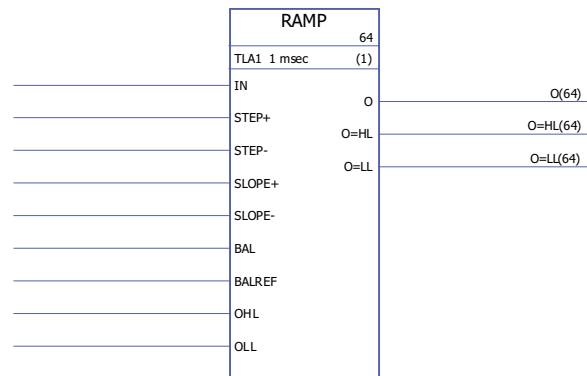 RAMP
64
TLA1 1 msec (1)
IN
O O(64)
STEP+
O=HL O=HL(64)
STEP-
O=LL O=LL(64)
SLOPE+
SLOPE-
BAL
BALREF
OHL
OLL